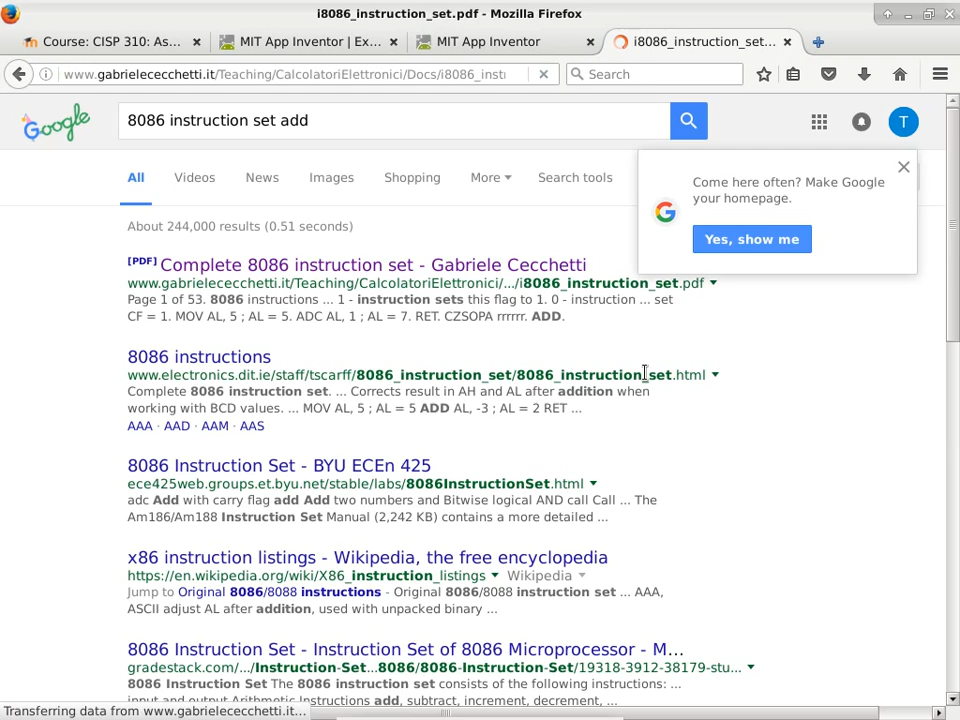 i8086_instruction_set.pdf - Mozilla Firefox
Course: CISP 310: As...
MIT App Inventor | Ex...
MIT App Inventor
i8086_instruction_set...
www.gabrielececchetti.it/Teaching/CalcolatoriElettronici/Docs/i8086_instr
Search
Google
8086 instruction set add
T
All
Videos
News
Images
Shopping
More
Search tools
Come here often? Make Google
your homepage.
Yes, show me
About 244,000 results (0.51 seconds)
[PDF] Complete 8086 instruction set - Gabriele Cecchetti
www.gabrielececchetti.it/Teaching/CalcolatoriElettronici/.../i8086_instruction_set.pdf
Page 1 of 53. 8086 instructions ... 1 - instruction sets this flag to 1. 0 - instruction ... set
CF = 1. MOV AL, 5 ; AL = 5. ADC AL, 1 ; AL = 7. RET. CZSOPA rrrrrr. ADD.
8086 instructions
www.electronics.dit.ie/staff/tscarff/8086_instruction_set/8086_instruction_set.html
Complete 8086 instruction set. ... Corrects result in AH and AL after addition when
working with BCD values. ... MOV AL, 5 ; AL = 5 ADD AL, -3 ; AL = 2 RET ...
AAA · AAD · AAM · AAS
8086 Instruction Set - BYU ECEn 425
ece425web.groups.et.byu.net/stable/labs/8086InstructionSet.html
adc Add with carry flag add Add two numbers and Bitwise logical AND call Call ... The
Am186/Am188 Instruction Set Manual (2,242 KB) contains a more detailed ...
x86 instruction listings - Wikipedia, the free encyclopedia
https://en.wikipedia.org/wiki/X86_instruction_listings Wikipedia
Jump to Original 8086/8088 instructions - Original 8086/8088 instruction set ... AAA,
ASCII adjust AL after addition, used with unpacked binary ...
8086 Instruction Set - Instruction Set of 8086 Microprocessor - M...
gradestack.com/.../Instruction-Set...8086/8086-Instruction-Set/19318-3912-38179-stu...
8086 Instruction Set The 8086 instruction set consists of the following instructions: ...
input and output Arithmetic Instructions add, subtract, increment, decrement, ...
Transferring data from www.gabrielececchetti.it...